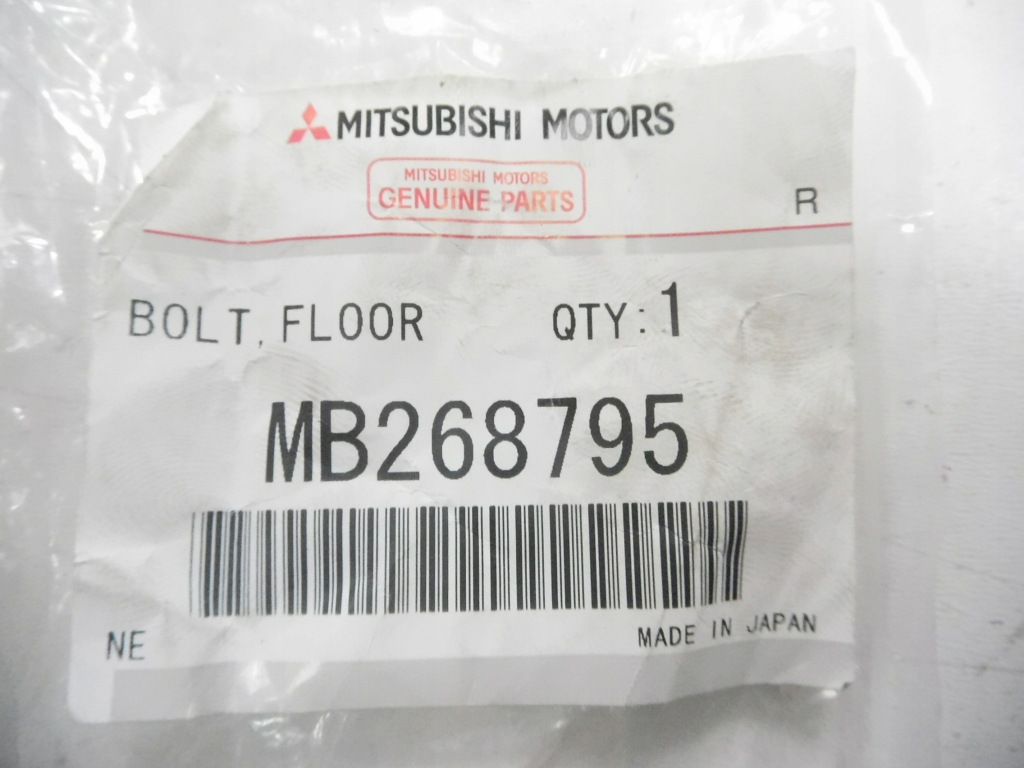 MITSUBISHI MOTORS
MITSUBISHI MOTORS
GENUINE PARTS
R
BOLT, FLOOR QTY: 1
MB268795
NE MADE IN JAPAN